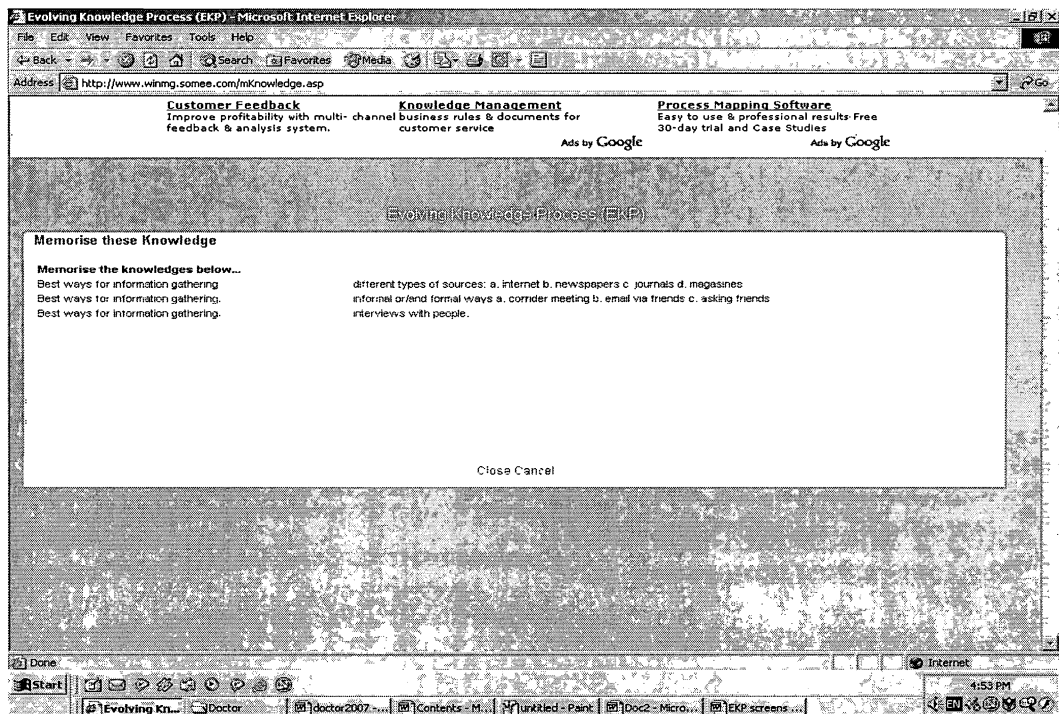 Evolving Knowledge Process (EKP) - Microsoft Internet Explorer
File Edit View Favorites Tools Help
Back Search Favorites Media
Address http://www.winmg.somee.com/mKnowledge.asp Go
Customer Feedback Knowledge Management Process Mapping Software
Improve profitability with multi- channel business rules & documents for Easy to use & professional results Free
feedback & analysis system. customer service 30-day trial and Case Studies
Ads by Google Ads by Google
Evolving Knowledge Process (EKP)
Memorise these Knowledge
Memorise the knowledges below...
Best ways for information gathering different types of sources: a. internet b. newspapers c. journals d. magasines
Best ways for information gathering. informal or/and formal ways a. corrider meeting b. email via friends c. asking friends
Best ways for information gathering. interviews with people.
Close Cancel
Done Internet
Start 4:53 PM
Evolving Kn... Doctor doctor2007 -... Contents - M... untitled - Paint Doc2 - Micro... EKP screens ... EN